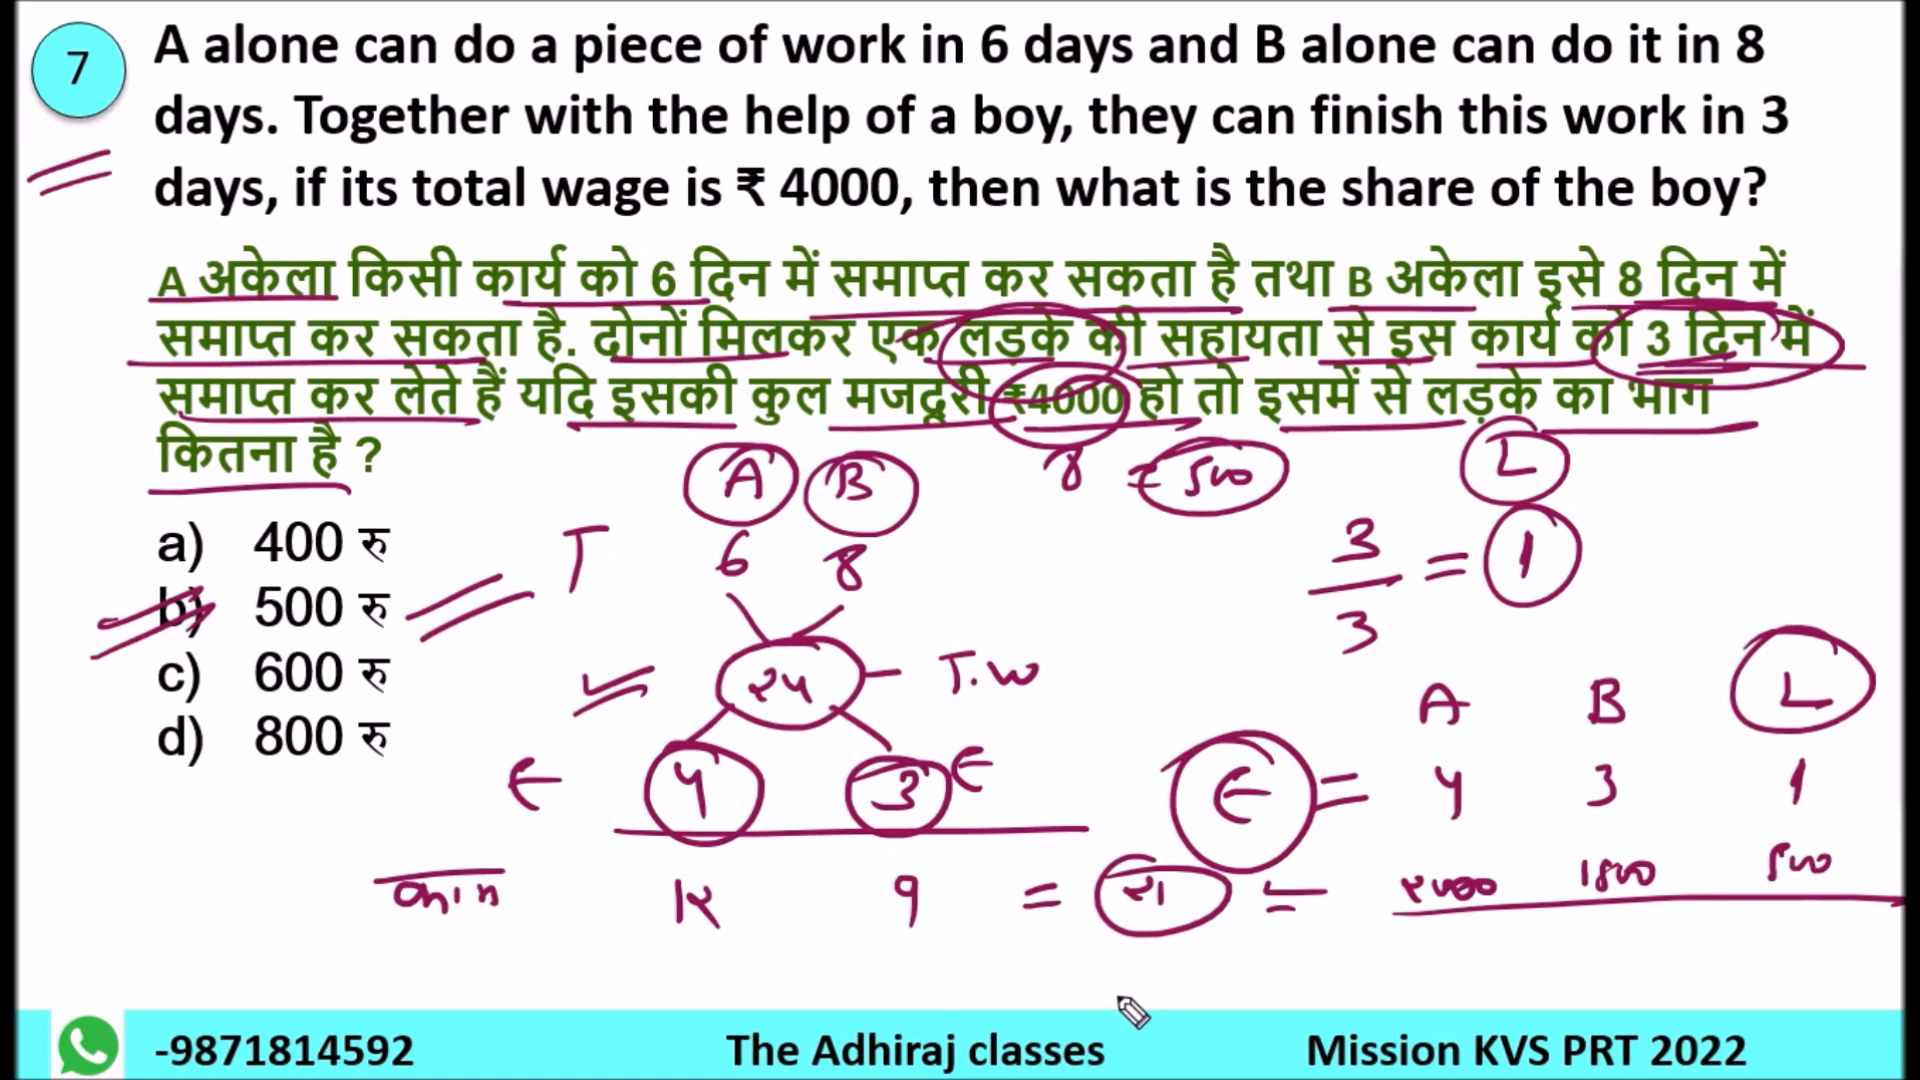 7
A alone can do a piece of work in 6 days and B alone can do it in 8
days. Together with the help of a boy, they can finish this work in 3
days, if its total wage is ₹ 4000, then what is the share of the boy?
A अकेला किसी कार्य को 6 दिन में समाप्त कर सकता है तथा B अकेला इसे 8 दिन में
समाप्त कर सकता है. दोनों मिलकर एक लड़के की सहायता से इस कार्य को 3 दिन में
समाप्त कर लेते हैं यदि इसकी कुल मजदूरी ₹4000 हो तो इसमें से लड़के का भाग
कितना है ?
A B 8 = 500 L
a) 400 रु
T 6 8
3/3 = 1
b) 500 रु
c) 600 रु
24 - T.W
A B L
d) 800 रु
E 4 3 E
E = 4 3 1
12 9 = 21 = 2000 1500 500
-9871814592 The Adhiraj classes Mission KVS PRT 2022